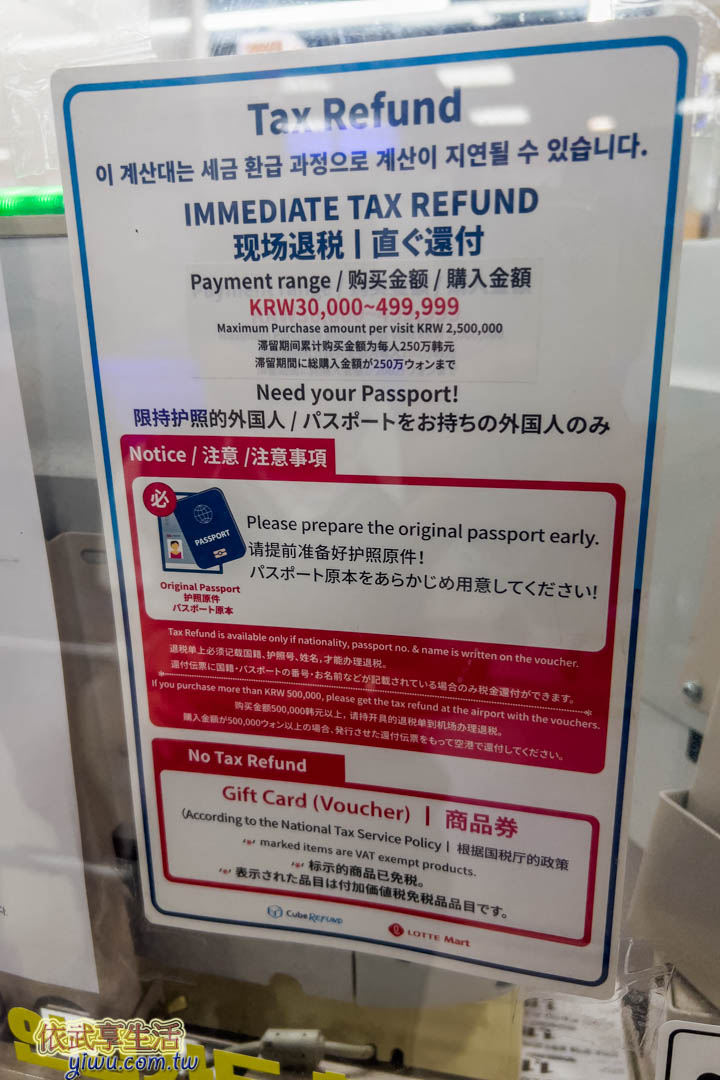 Tax Refund
이 계산대는 세금 환급 과정으로 계산이 지연될 수 있습니다.
IMMEDIATE TAX REFUND
现场退税 | 直ぐ還付
Payment range / 购买金额 / 購入金額
KRW30,000~499,999
Maximum Purchase amount per visit KRW 2,500,000
滞留期间累计购买金额为每人250万韩元
滞留期間に総購入金額が250万ウォンまで
Need your Passport!
限持护照的外国人 / パスポートをお持ちの外国人のみ
Notice / 注意 /注意事項
必
PASSPORT
Please prepare the original passport early.
请提前准备好护照原件!
パスポート原本をあらかじめ用意してください!
Original Passport
护照原件
パスポート原本
Tax Refund is available only if nationality, passport no. & name is written on the voucher.
退税单上必须记载国籍、护照号、姓名,才能办理退税。
還付伝票に国籍・パスポートの番号・お名前などが記載されている場合のみ税金還付ができます。
If you purchase more than KRW 500,000, please get the tax refund at the airport with the vouchers.
购买金额500,000韩元以上, 请持开具的退税单到机场办理退税。
購入金額が500,000ウォン以上の場合、発行させた還付伝票をもって空港で還付してください。
No Tax Refund
Gift Card (Voucher) | 商品券
(According to the National Tax Service Policy | 根据国税厅的政策
"#" marked items are VAT exempt products.
"#" 标示的商品已免税。
"#" 表示された品目は付加価値税免税品品目です。
Cube REFUND
LOTTE Mart
依武享生活
yiwu.com.tw